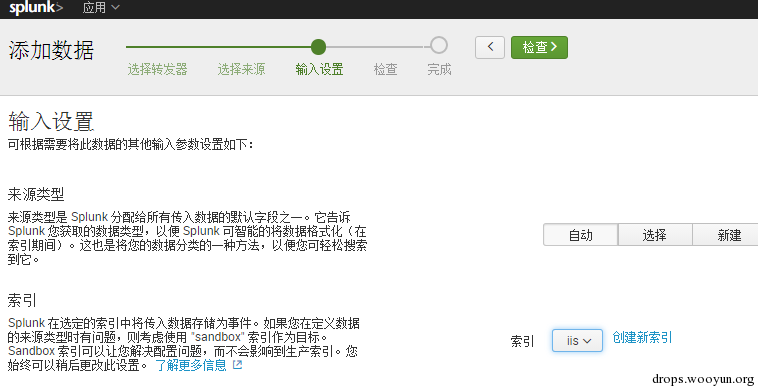 splunk> 应用
添加数据
选择转发器 选择来源 输入设置 检查 完成
< 检查 >
输入设置
可根据需要将此数据的其他输入参数设置如下：
来源类型
来源类型是 Splunk 分配给所有传入数据的默认字段之一。它告诉
Splunk 您获取的数据类型，以便 Splunk 可智能的将数据格式化（在
索引期间）。这也是将您的数据分类的一种方法，以便您可轻松搜索
到它。
自动 选择 新建
索引
Splunk 在选定的索引中将传入数据存储为事件。如果您在定义数据
的来源类型时有问题，则考虑使用 "sandbox" 索引作为目标。
Sandbox 索引可以让您解决配置问题，而不会影响到生产索引。您
始终可以稍后更改此设置。 了解更多信息
索引 iis 创建新索引
drops.wooyun.org